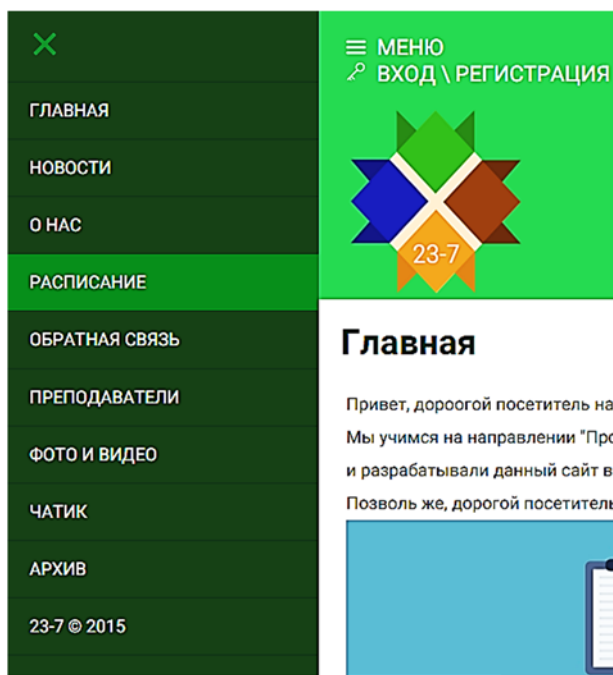 ГЛАВНАЯ
НОВОСТИ
О НАС
РАСПИСАНИЕ
ОБРАТНАЯ СВЯЗЬ
ПРЕПОДАВАТЕЛИ
ФОТО И ВИДЕО
ЧАТИК
АРХИВ
23-7 © 2015
МЕНЮ
ВХОД \ РЕГИСТРАЦИЯ
23-7
Главная
Привет, дороогой посетитель на
Мы учимся на направлении "Про
и разрабатывали данный сайт в
Позволь же, дорогой посетитель